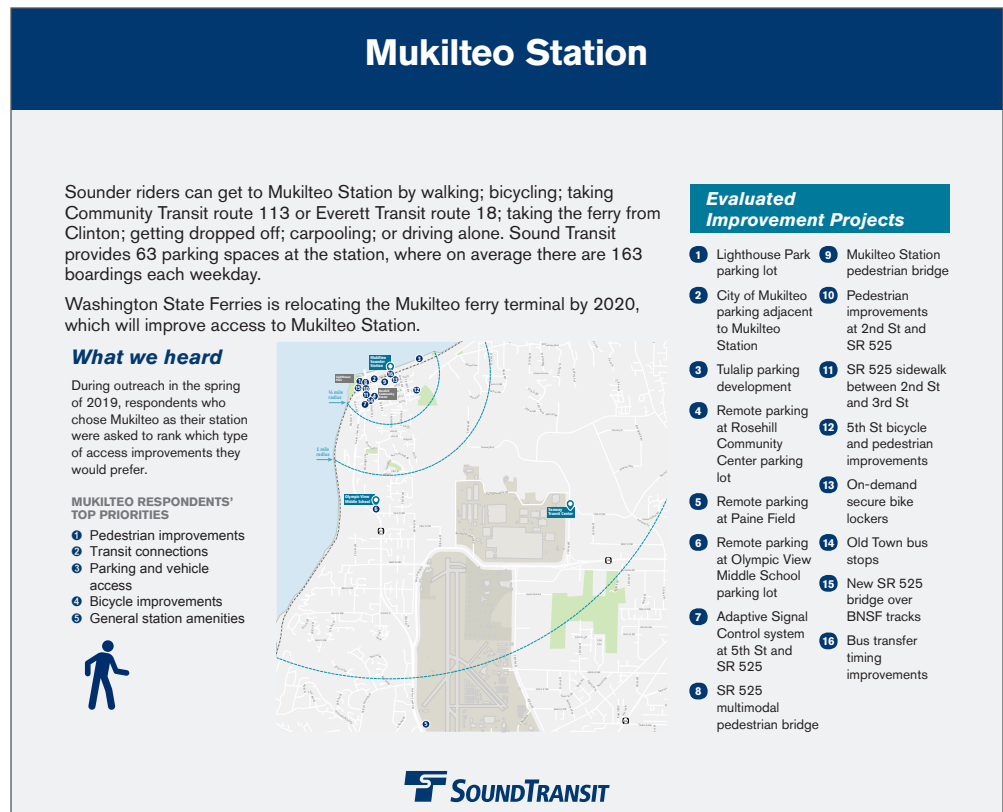 Mukilteo Station
Sounder riders can get to Mukilteo Station by walking; bicycling; taking
Community Transit route 113 or Everett Transit route 18; taking the ferry from
Clinton; getting dropped off; carpooling; or driving alone. Sound Transit
provides 63 parking spaces at the station, where on average there are 163
boardings each weekday.
Washington State Ferries is relocating the Mukilteo ferry terminal by 2020,
which will improve access to Mukilteo Station.
What we heard
During outreach in the spring
of 2019, respondents who
chose Mukilteo as their station
were asked to rank which type
of access improvements they
would prefer.
MUKILTEO RESPONDENTS'
TOP PRIORITIES
1 Pedestrian improvements
2 Transit connections
3 Parking and vehicle
access
4 Bicycle improvements
5 General station amenities
Mukilteo
Sounder
Station
½ mile
radius
2 mile
radius
Olympic View
Middle School
6
Seaway
Transit Center
5
Evaluated
Improvement Projects
1 Lighthouse Park
parking lot
2 City of Mukilteo
parking adjacent
to Mukilteo
Station
3 Tulalip parking
development
4 Remote parking
at Rosehill
Community
Center parking
lot
5 Remote parking
at Paine Field
6 Remote parking
at Olympic View
Middle School
parking lot
7 Adaptive Signal
Control system
at 5th St and
SR 525
8 SR 525
multimodal
pedestrian bridge
9 Mukilteo Station
pedestrian bridge
10 Pedestrian
improvements
at 2nd St and
SR 525
11 SR 525 sidewalk
between 2nd St
and 3rd St
12 5th St bicycle
and pedestrian
improvements
13 On-demand
secure bike
lockers
14 Old Town bus
stops
15 New SR 525
bridge over
BNSF tracks
16 Bus transfer
timing
improvements
SOUNDTRANSIT